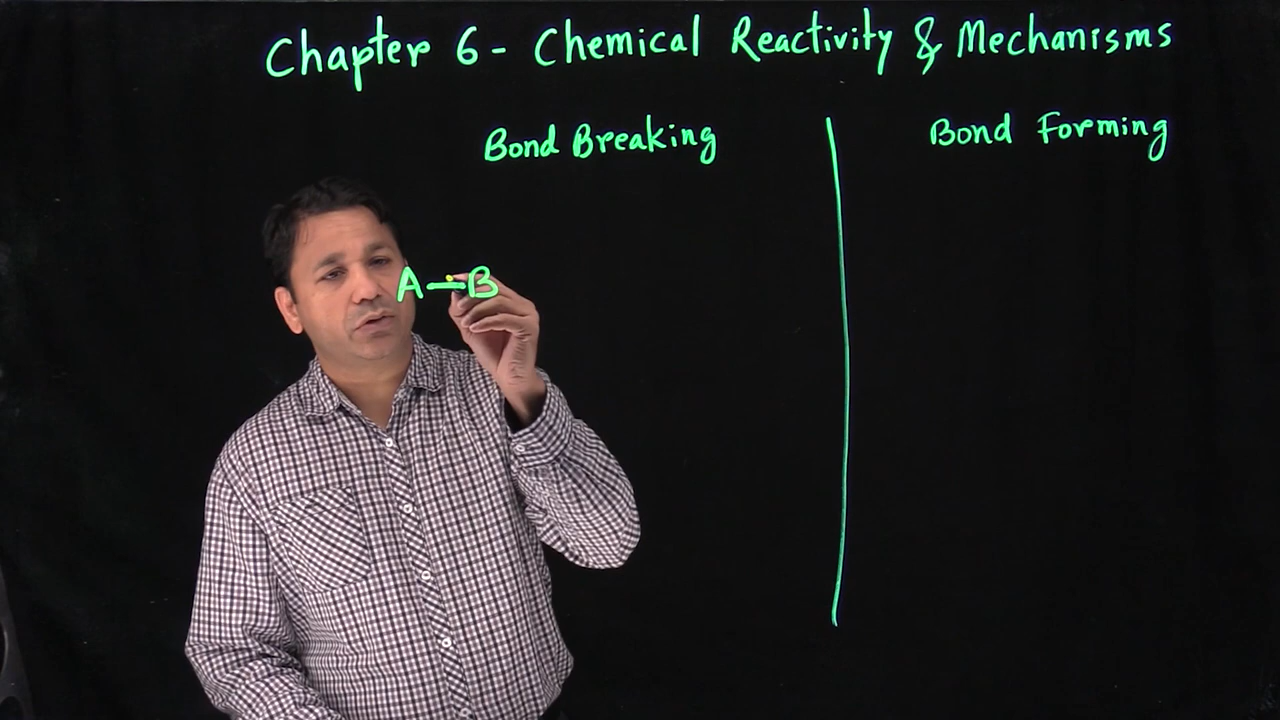 Chapter 6 - Chemical Reactivity & Mechanisms
Bond Breaking
Bond Forming
A—B